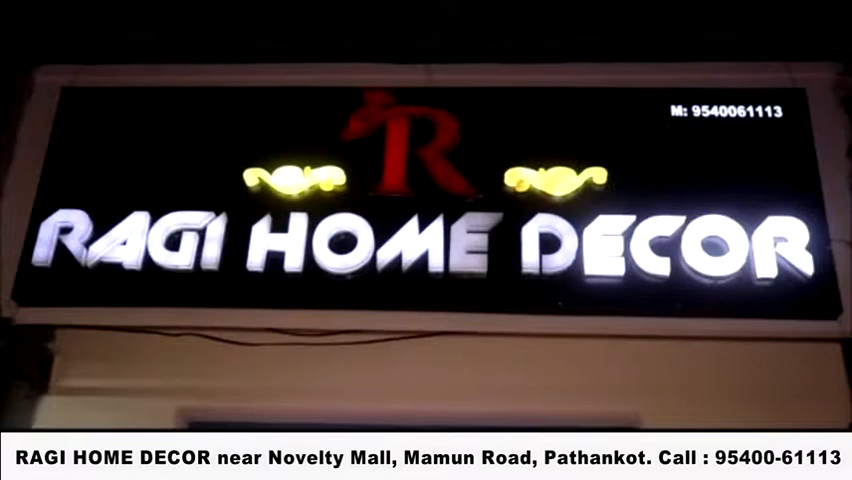 M: 9540061113
R
RAGI HOME DECOR
RAGI HOME DECOR near Novelty Mall, Mamun Road, Pathankot. Call : 95400-61113